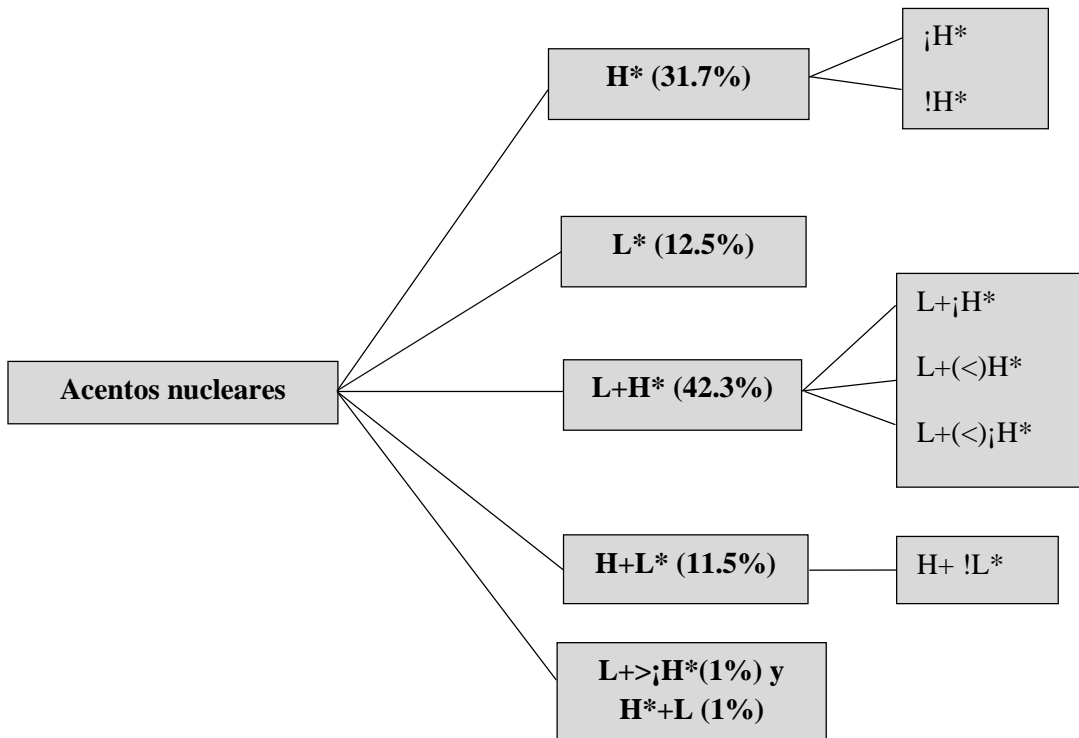 Acentos nucleares
H* (31.7%)
¡H*
!H*
L* (12.5%)
L+H* (42.3%)
L+¡H*
L+(<)H*
L+(<)¡H*
H+L* (11.5%)
H+ !L*
L+>¡H*(1%) y
H*+L (1%)